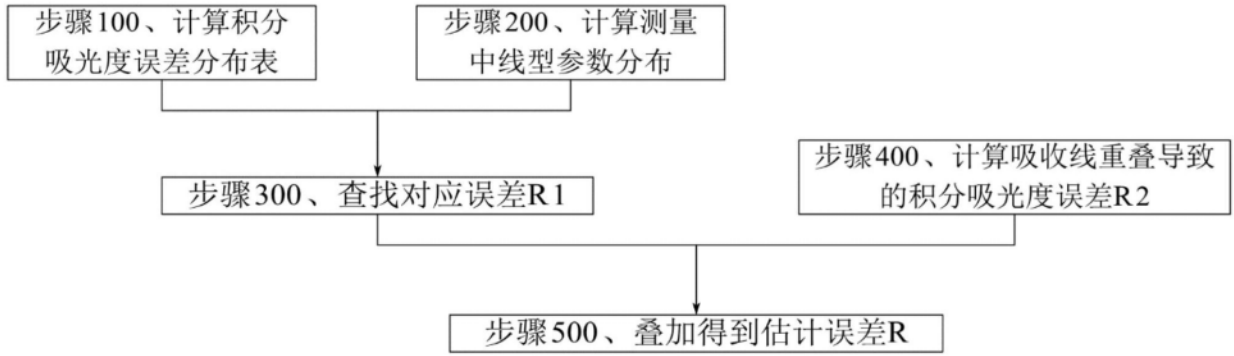 步骤100、计算积分
吸光度误差分布表
步骤200、计算测量
中线型参数分布
步骤400、计算吸收线重叠导致
的积分吸光度误差R2
步骤300、查找对应误差R1
步骤500、叠加得到估计误差R